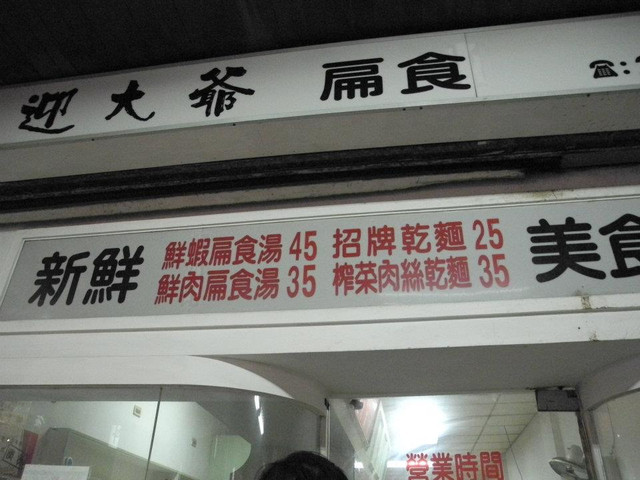 迎大爺 扁食 ☎:
新鮮 鮮蝦扁食湯 45 招牌乾麵 25 美食
鮮肉扁食湯 35 榨菜肉絲乾麵 35
營業時間